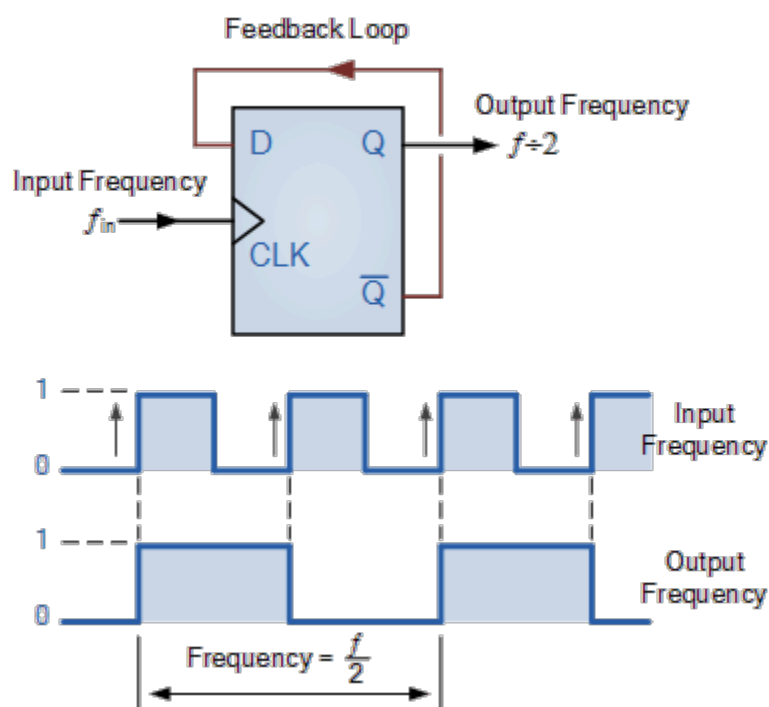 Feedback Loop
Output Frequency
D
Q
f÷2
Input Frequency
fin
CLK
Q̅
1
0
Input
Frequency
1
0
Output
Frequency
Frequency = f/2